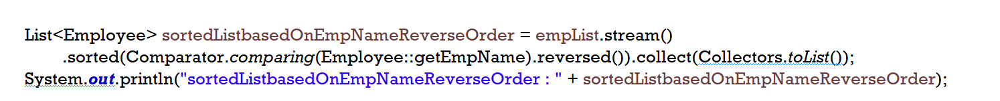 List<Employee> sortedListbasedOnEmpNameReverseOrder = empList.stream()
.sorted(Comparator.comparing(Employee::getEmpName).reversed()).collect(Collectors.toList());
System.out.println("sortedListbasedOnEmpNameReverseOrder : " + sortedListbasedOnEmpNameReverseOrder);